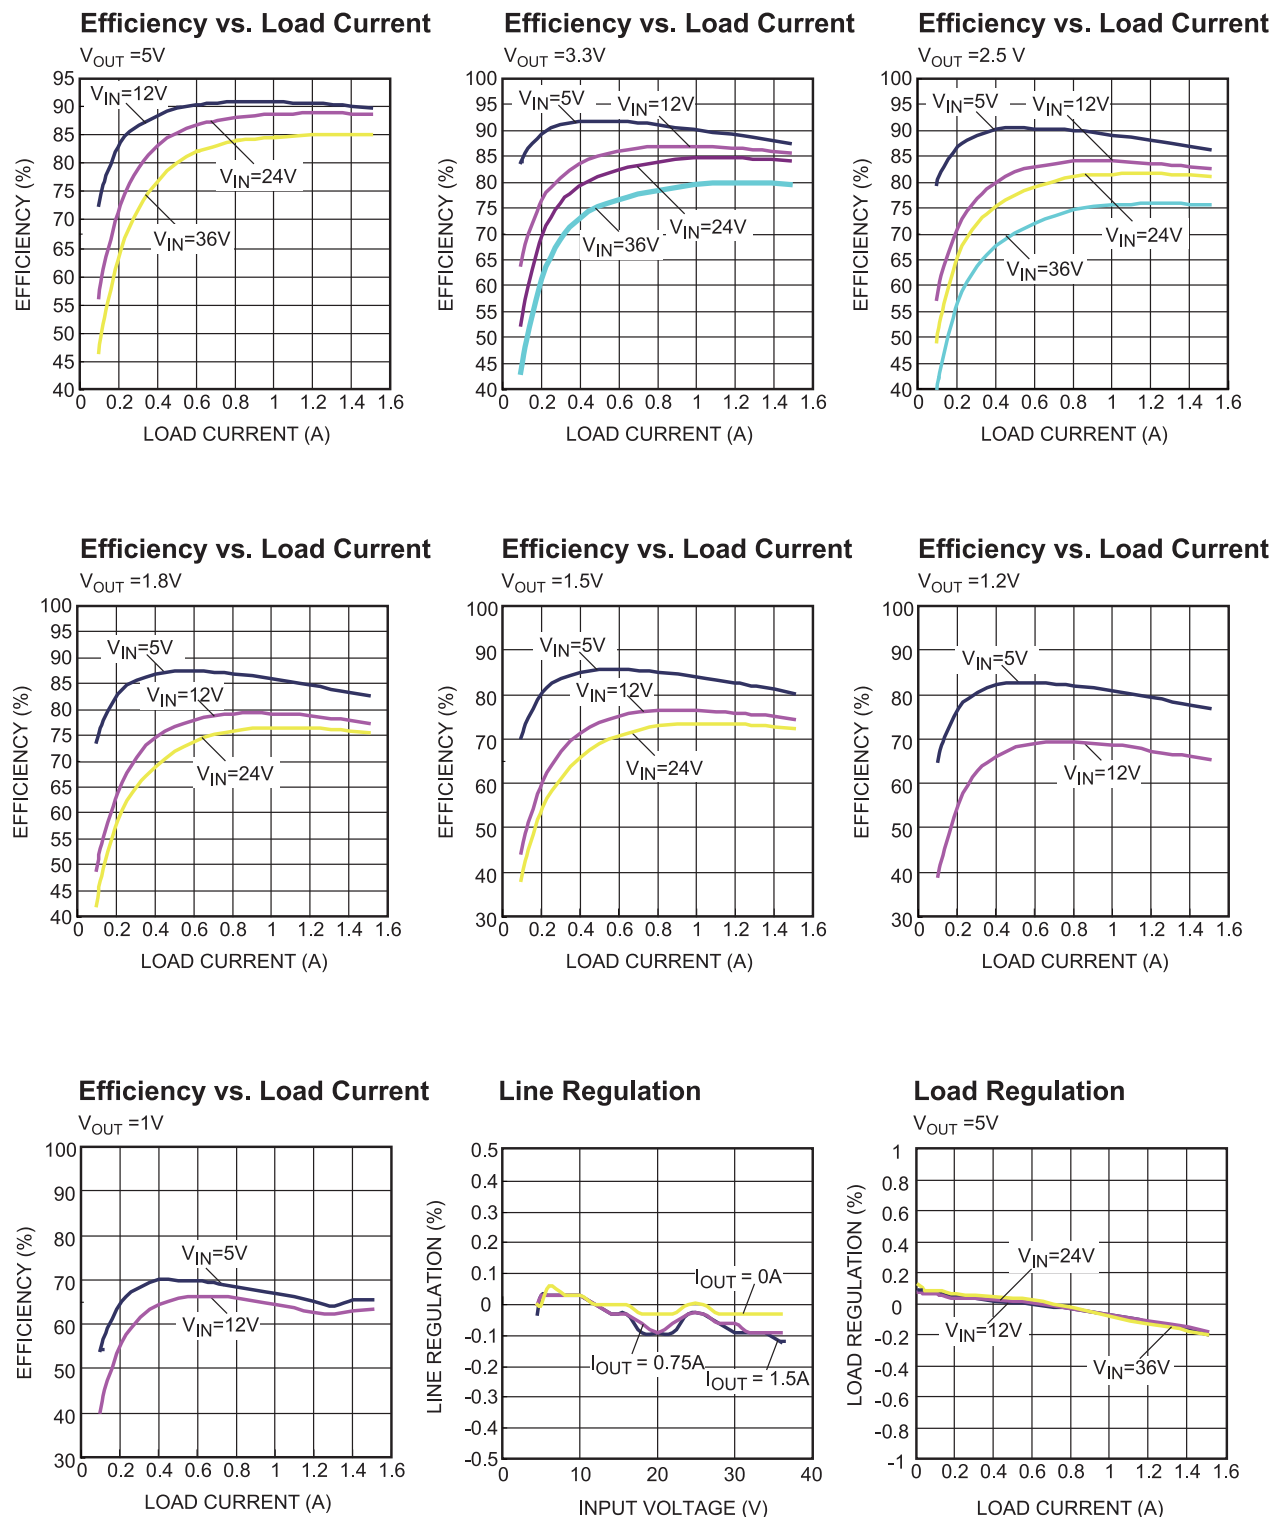 Efficiency vs. Load Current
VOUT =5V
95
90
85
80
75
70
65
60
55
50
45
40
0 0.2 0.4 0.6 0.8 1 1.2 1.4 1.6
EFFICIENCY (%)
LOAD CURRENT (A)
VIN=12V
VIN=24V
VIN=36V
Efficiency vs. Load Current
VOUT =3.3V
100
95
90
85
80
75
70
65
60
55
50
45
40
0 0.2 0.4 0.6 0.8 1 1.2 1.4 1.6
EFFICIENCY (%)
LOAD CURRENT (A)
VIN=5V
VIN=12V
VIN=24V
VIN=36V
Efficiency vs. Load Current
VOUT =2.5 V
100
95
90
85
80
75
70
65
60
55
50
45
40
0 0.2 0.4 0.6 0.8 1 1.2 1.4 1.6
EFFICIENCY (%)
LOAD CURRENT (A)
VIN=5V
VIN=12V
VIN=24V
VIN=36V
Efficiency vs. Load Current
VOUT =1.8V
100
95
90
85
80
75
70
65
60
55
50
45
40
0 0.2 0.4 0.6 0.8 1 1.2 1.4 1.6
EFFICIENCY (%)
LOAD CURRENT (A)
VIN=5V
VIN=12V
VIN=24V
Efficiency vs. Load Current
VOUT =1.5V
100
90
80
70
60
50
40
30
0 0.2 0.4 0.6 0.8 1 1.2 1.4 1.6
EFFICIENCY (%)
LOAD CURRENT (A)
VIN=5V
VIN=12V
VIN=24V
Efficiency vs. Load Current
VOUT =1.2V
100
90
80
70
60
50
40
30
0 0.2 0.4 0.6 0.8 1 1.2 1.4 1.6
EFFICIENCY (%)
LOAD CURRENT (A)
VIN=5V
VIN=12V
Efficiency vs. Load Current
VOUT =1V
100
90
80
70
60
50
40
30
0 0.2 0.4 0.6 0.8 1 1.2 1.4 1.6
EFFICIENCY (%)
LOAD CURRENT (A)
VIN=5V
VIN=12V
Line Regulation
0.5
0.4
0.3
0.2
0.1
0
-0.1
-0.2
-0.3
-0.4
-0.5
0 10 20 30 40
LINE REGULATION (%)
INPUT VOLTAGE (V)
IOUT = 0A
IOUT = 0.75A
IOUT = 1.5A
Load Regulation
VOUT =5V
1
0.8
0.6
0.4
0.2
0
-0.2
-0.4
-0.6
-0.8
-1
0 0.2 0.4 0.6 0.8 1 1.2 1.4 1.6
LOAD REGULATION (%)
LOAD CURRENT (A)
VIN=24V
VIN=12V
VIN=36V